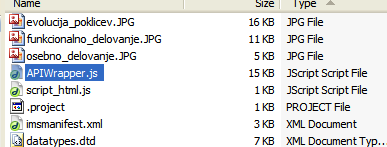 Name Size Type
evolucija_poklicev.JPG 16 KB JPG File
funkcionalno_delovanje.JPG 11 KB JPG File
osebno_delovanje.JPG 5 KB JPG File
APIWrapper.js 15 KB JScript Script File
script_html.js 1 KB JScript Script File
.project 1 KB PROJECT File
imsmanifest.xml 3 KB XML Document
datatypes.dtd 7 KB XML Document Typ...